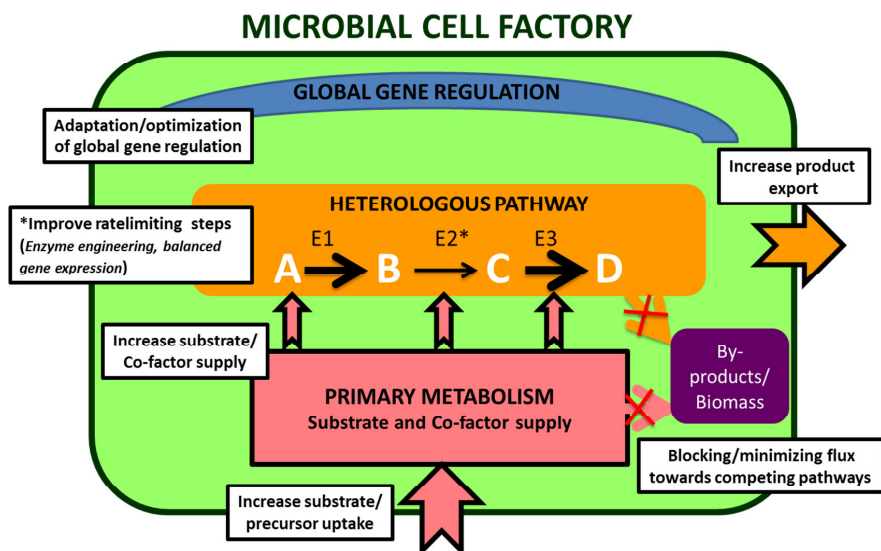 MICROBIAL CELL FACTORY
GLOBAL GENE REGULATION
Adaptation/optimization
of global gene regulation
Increase product
export
HETEROLOGOUS PATHWAY
*Improve ratelimiting steps
(Enzyme engineering, balanced
gene expression)
E1 E2* E3
A B C D
Increase substrate/
Co-factor supply
By-
products/
Biomass
PRIMARY METABOLISM
Substrate and Co-factor supply
Blocking/minimizing flux
towards competing pathways
Increase substrate/
precursor uptake